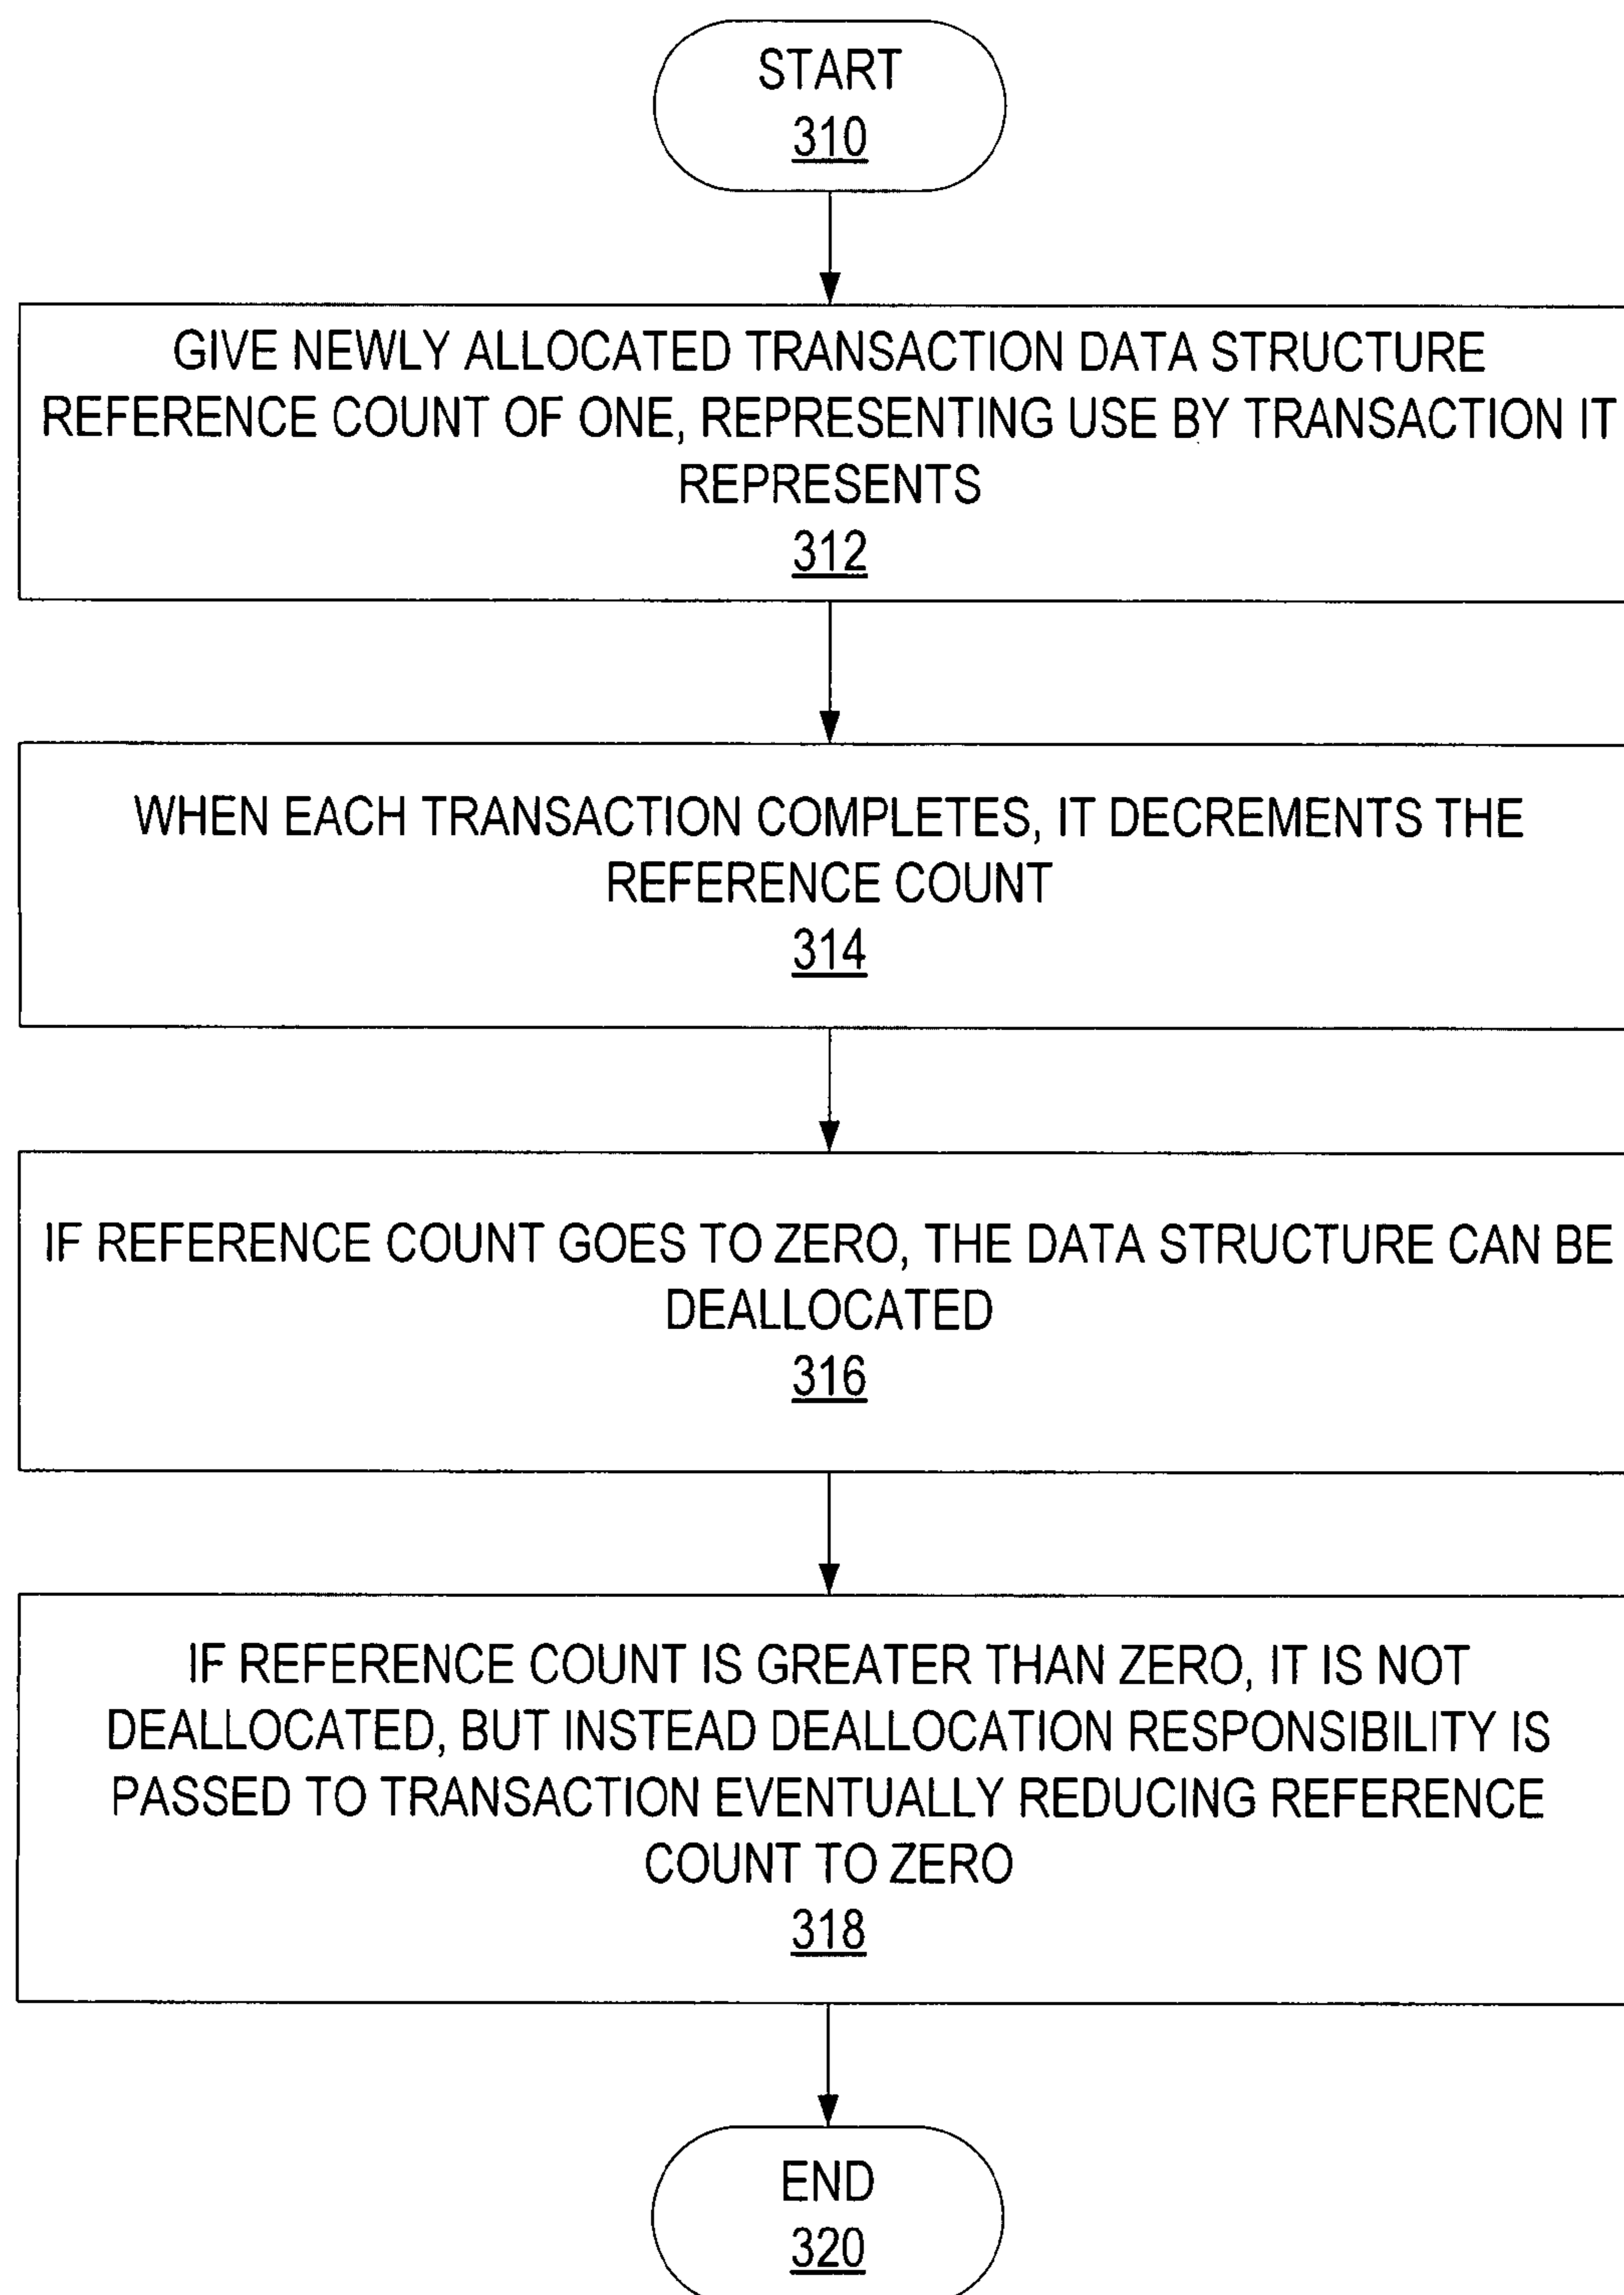 START
310
GIVE NEWLY ALLOCATED TRANSACTION DATA STRUCTURE
REFERENCE COUNT OF ONE, REPRESENTING USE BY TRANSACTION IT
REPRESENTS
312
WHEN EACH TRANSACTION COMPLETES, IT DECREMENTS THE
REFERENCE COUNT
314
IF REFERENCE COUNT GOES TO ZERO, THE DATA STRUCTURE CAN BE
DEALLOCATED
316
IF REFERENCE COUNT IS GREATER THAN ZERO, IT IS NOT
DEALLOCATED, BUT INSTEAD DEALLOCATION RESPONSIBILITY IS
PASSED TO TRANSACTION EVENTUALLY REDUCING REFERENCE
COUNT TO ZERO
318
END
320